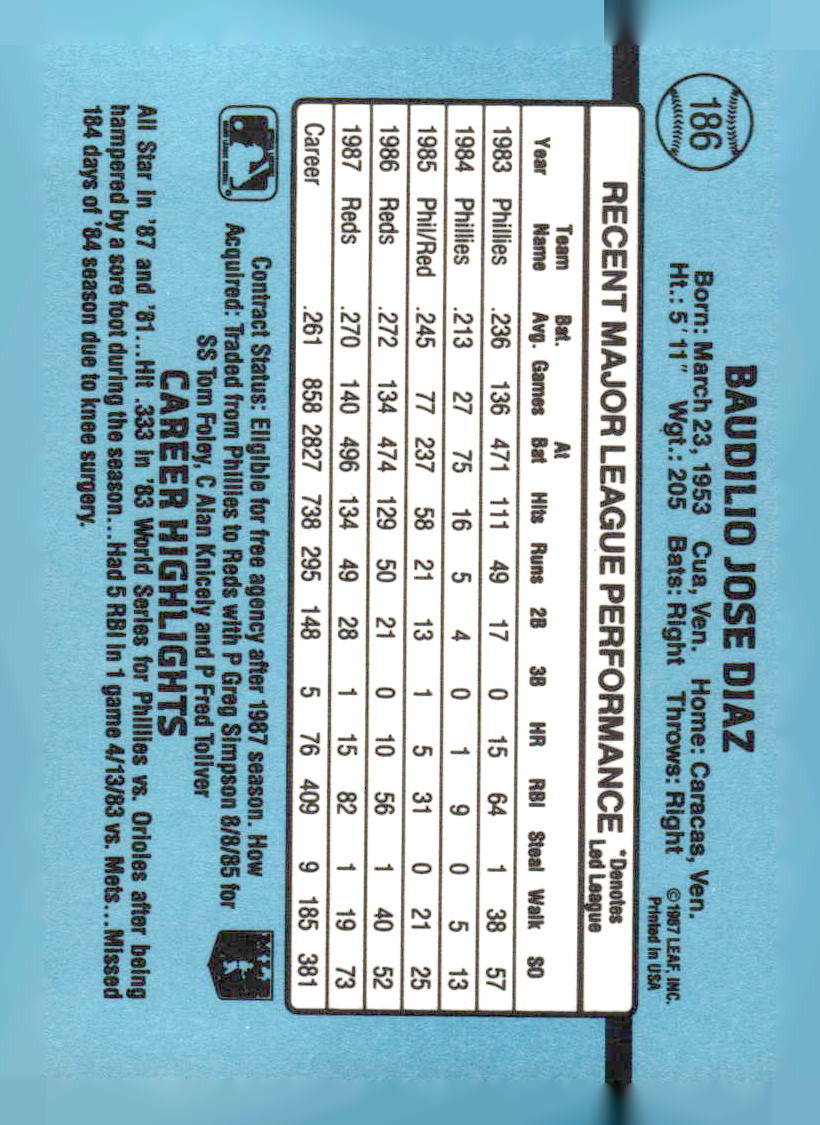 186
BAUDILIO JOSE DIAZ
Born: March 23, 1953 Cua, Ven. Home: Caracas, Ven.
Ht.: 5' 11" Wgt.: 205 Bats: Right Throws: Right
© 1987 LEAF, INC.
Printed in USA
RECENT MAJOR LEAGUE PERFORMANCE *Denotes Led League
Year Team Name Bat. Avg. Games At Bat Hits Runs 2B 3B HR RBI Steal Walk SO
1983 Phillies .236 136 471 111 49 17 0 15 64 1 38 57
1984 Phillies .213 27 75 16 5 4 0 1 9 0 5 13
1985 Phil/Red .245 77 237 58 21 13 1 5 31 0 21 25
1986 Reds .272 134 474 129 50 21 0 10 56 1 40 52
1987 Reds .270 140 496 134 49 28 1 15 82 1 19 73
Career .261 858 2827 738 295 148 5 76 409 9 185 381
Contract Status: Eligible for free agency after 1987 season. How
Acquired: Traded from Phillies to Reds with P Greg Simpson 8/8/85 for
SS Tom Foley, C Alan Knicely and P Fred Toliver
CAREER HIGHLIGHTS
All Star in '87 and '81...Hit .333 in '83 World Series for Phillies vs. Orioles after being
hampered by a sore foot during the season...Had 5 RBI in 1 game 4/13/83 vs. Mets...Missed
184 days of '84 season due to knee surgery.